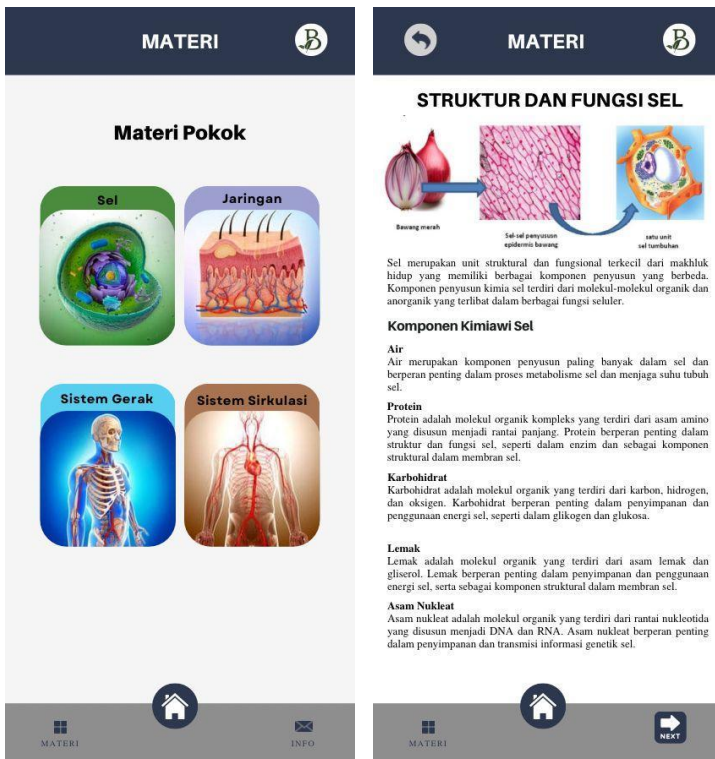 MATERI
B
Materi Pokok
Sel
Jaringan
Sistem Gerak
Sistem Sirkulasi
MATERI
INFO
MATERI
B
STRUKTUR DAN FUNGSI SEL
Bawang merah
Sel-sel penyusun
epidermis bawang
satu unit
sel tumbuhan
Sel merupakan unit struktural dan fungsional terkecil dari makhluk
hidup yang memiliki berbagai komponen penyusun yang berbeda.
Komponen penyusun kimia sel terdiri dari molekul-molekul organik dan
anorganik yang terlibat dalam berbagai fungsi seluler.
Komponen Kimiawi Sel
Air
Air merupakan komponen penyusun paling banyak dalam sel dan
berperan penting dalam proses metabolisme sel dan menjaga suhu tubuh
sel.
Protein
Protein adalah molekul organik kompleks yang terdiri dari asam amino
yang disusun menjadi rantai panjang. Protein berperan penting dalam
struktur dan fungsi sel, seperti dalam enzim dan sebagai komponen
struktural dalam membran sel.
Karbohidrat
Karbohidrat adalah molekul organik yang terdiri dari karbon, hidrogen,
dan oksigen. Karbohidrat berperan penting dalam penyimpanan dan
penggunaan energi sel, seperti dalam glikogen dan glukosa.
Lemak
Lemak adalah molekul organik yang terdiri dari asam lemak dan
gliserol. Lemak berperan penting dalam penyimpanan dan penggunaan
energi sel, serta sebagai komponen struktural dalam membran sel.
Asam Nukleat
Asam nukleat adalah molekul organik yang terdiri dari rantai nukleotida
yang disusun menjadi DNA dan RNA. Asam nukleat berperan penting
dalam penyimpanan dan transmisi informasi genetik sel.
MATERI
NEXT